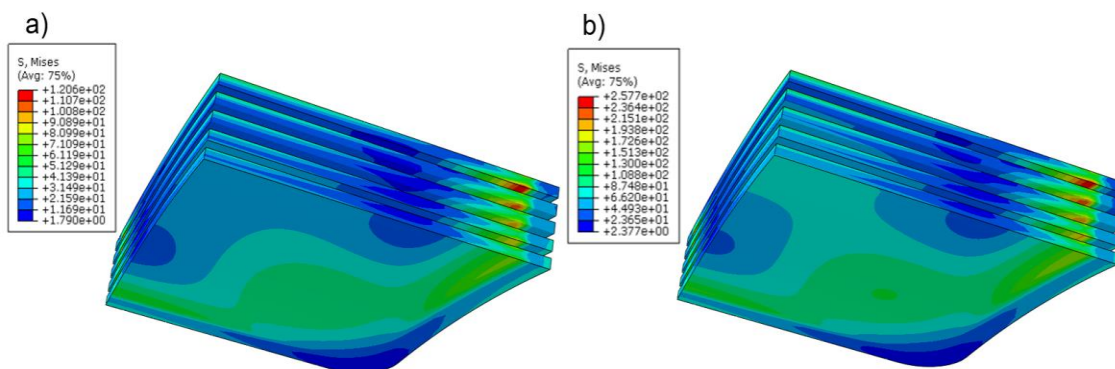 a)
S, Mises
(Avg: 75%)
+1.206e+02
+1.107e+02
+1.008e+02
+9.089e+01
+8.099e+01
+7.109e+01
+6.119e+01
+5.129e+01
+4.139e+01
+3.149e+01
+2.159e+01
+1.169e+01
+1.790e+00
b)
S, Mises
(Avg: 75%)
+2.577e+02
+2.364e+02
+2.151e+02
+1.938e+02
+1.726e+02
+1.513e+02
+1.300e+02
+1.088e+02
+8.748e+01
+6.620e+01
+4.493e+01
+2.365e+01
+2.377e+00